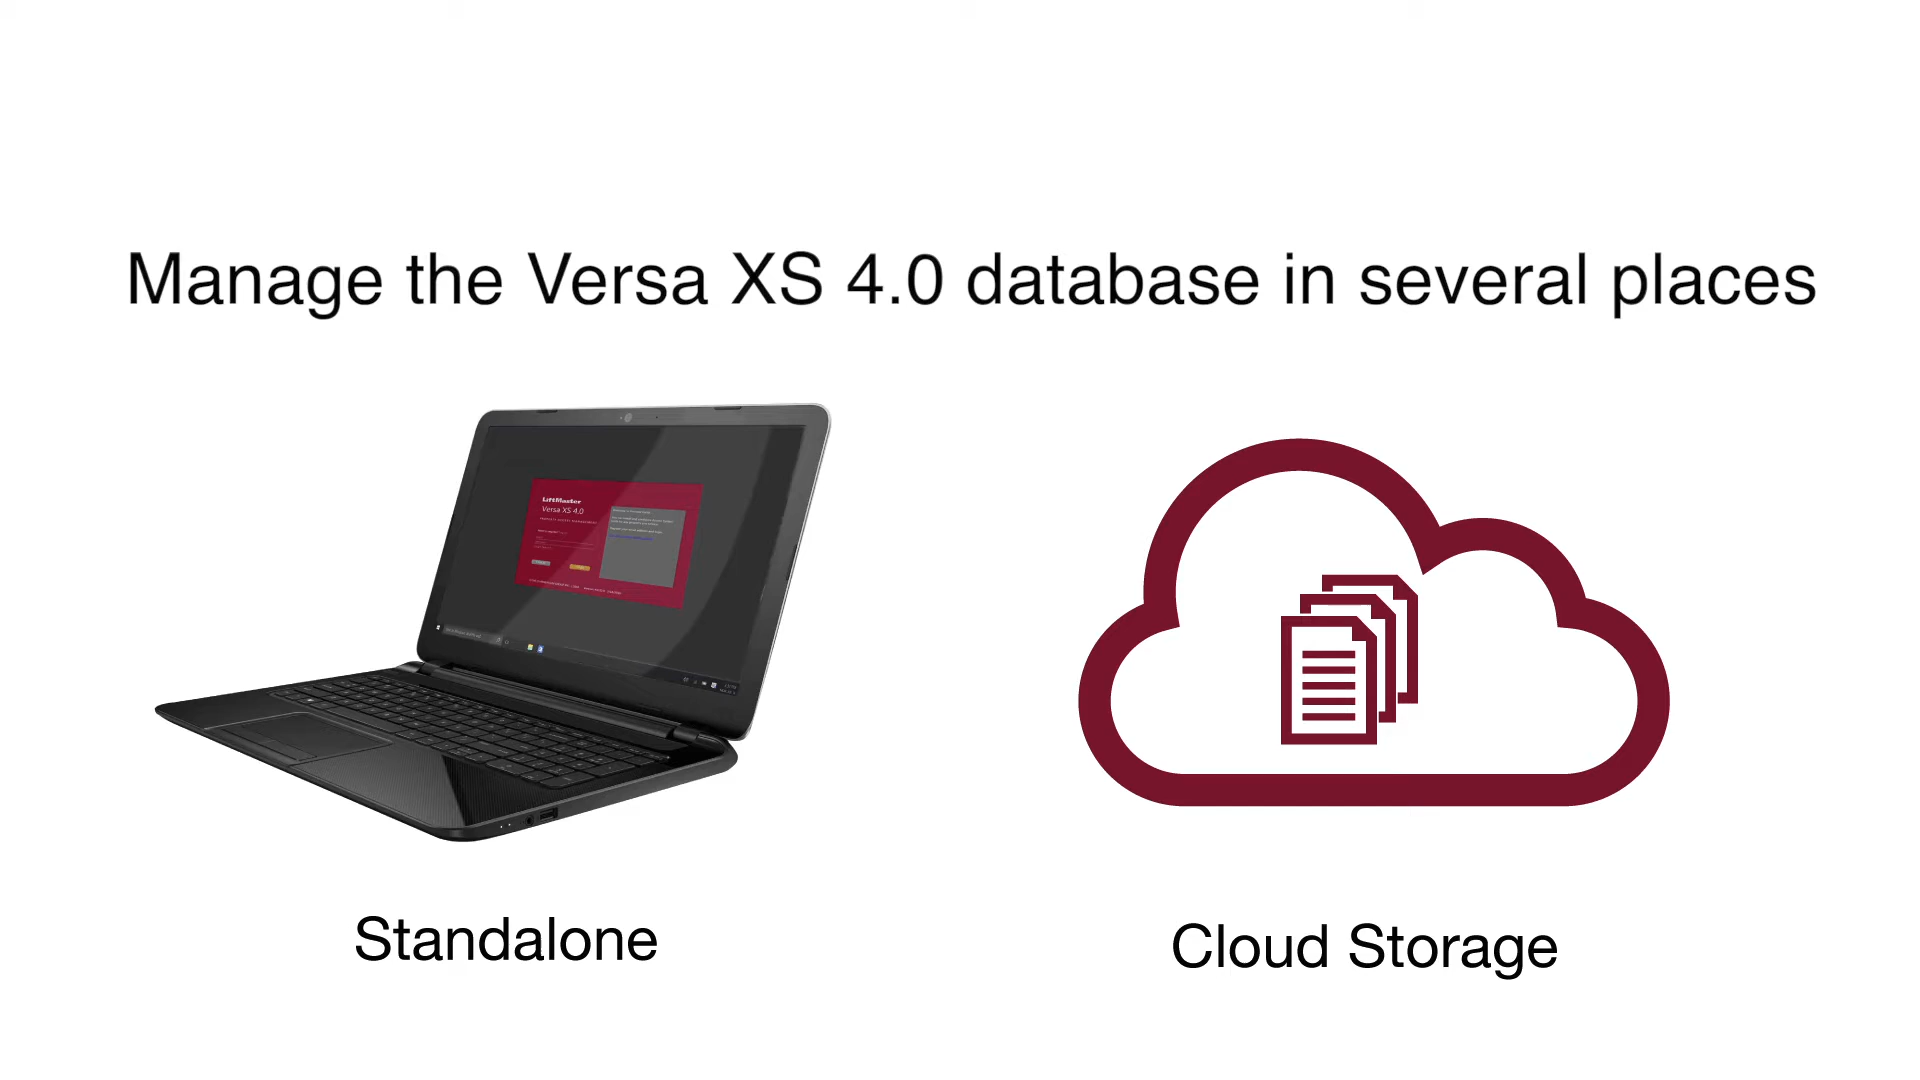 Manage the Versa XS 4.0 database in several places
LiftMaster
Versa XS 4.0
Standalone
Cloud Storage